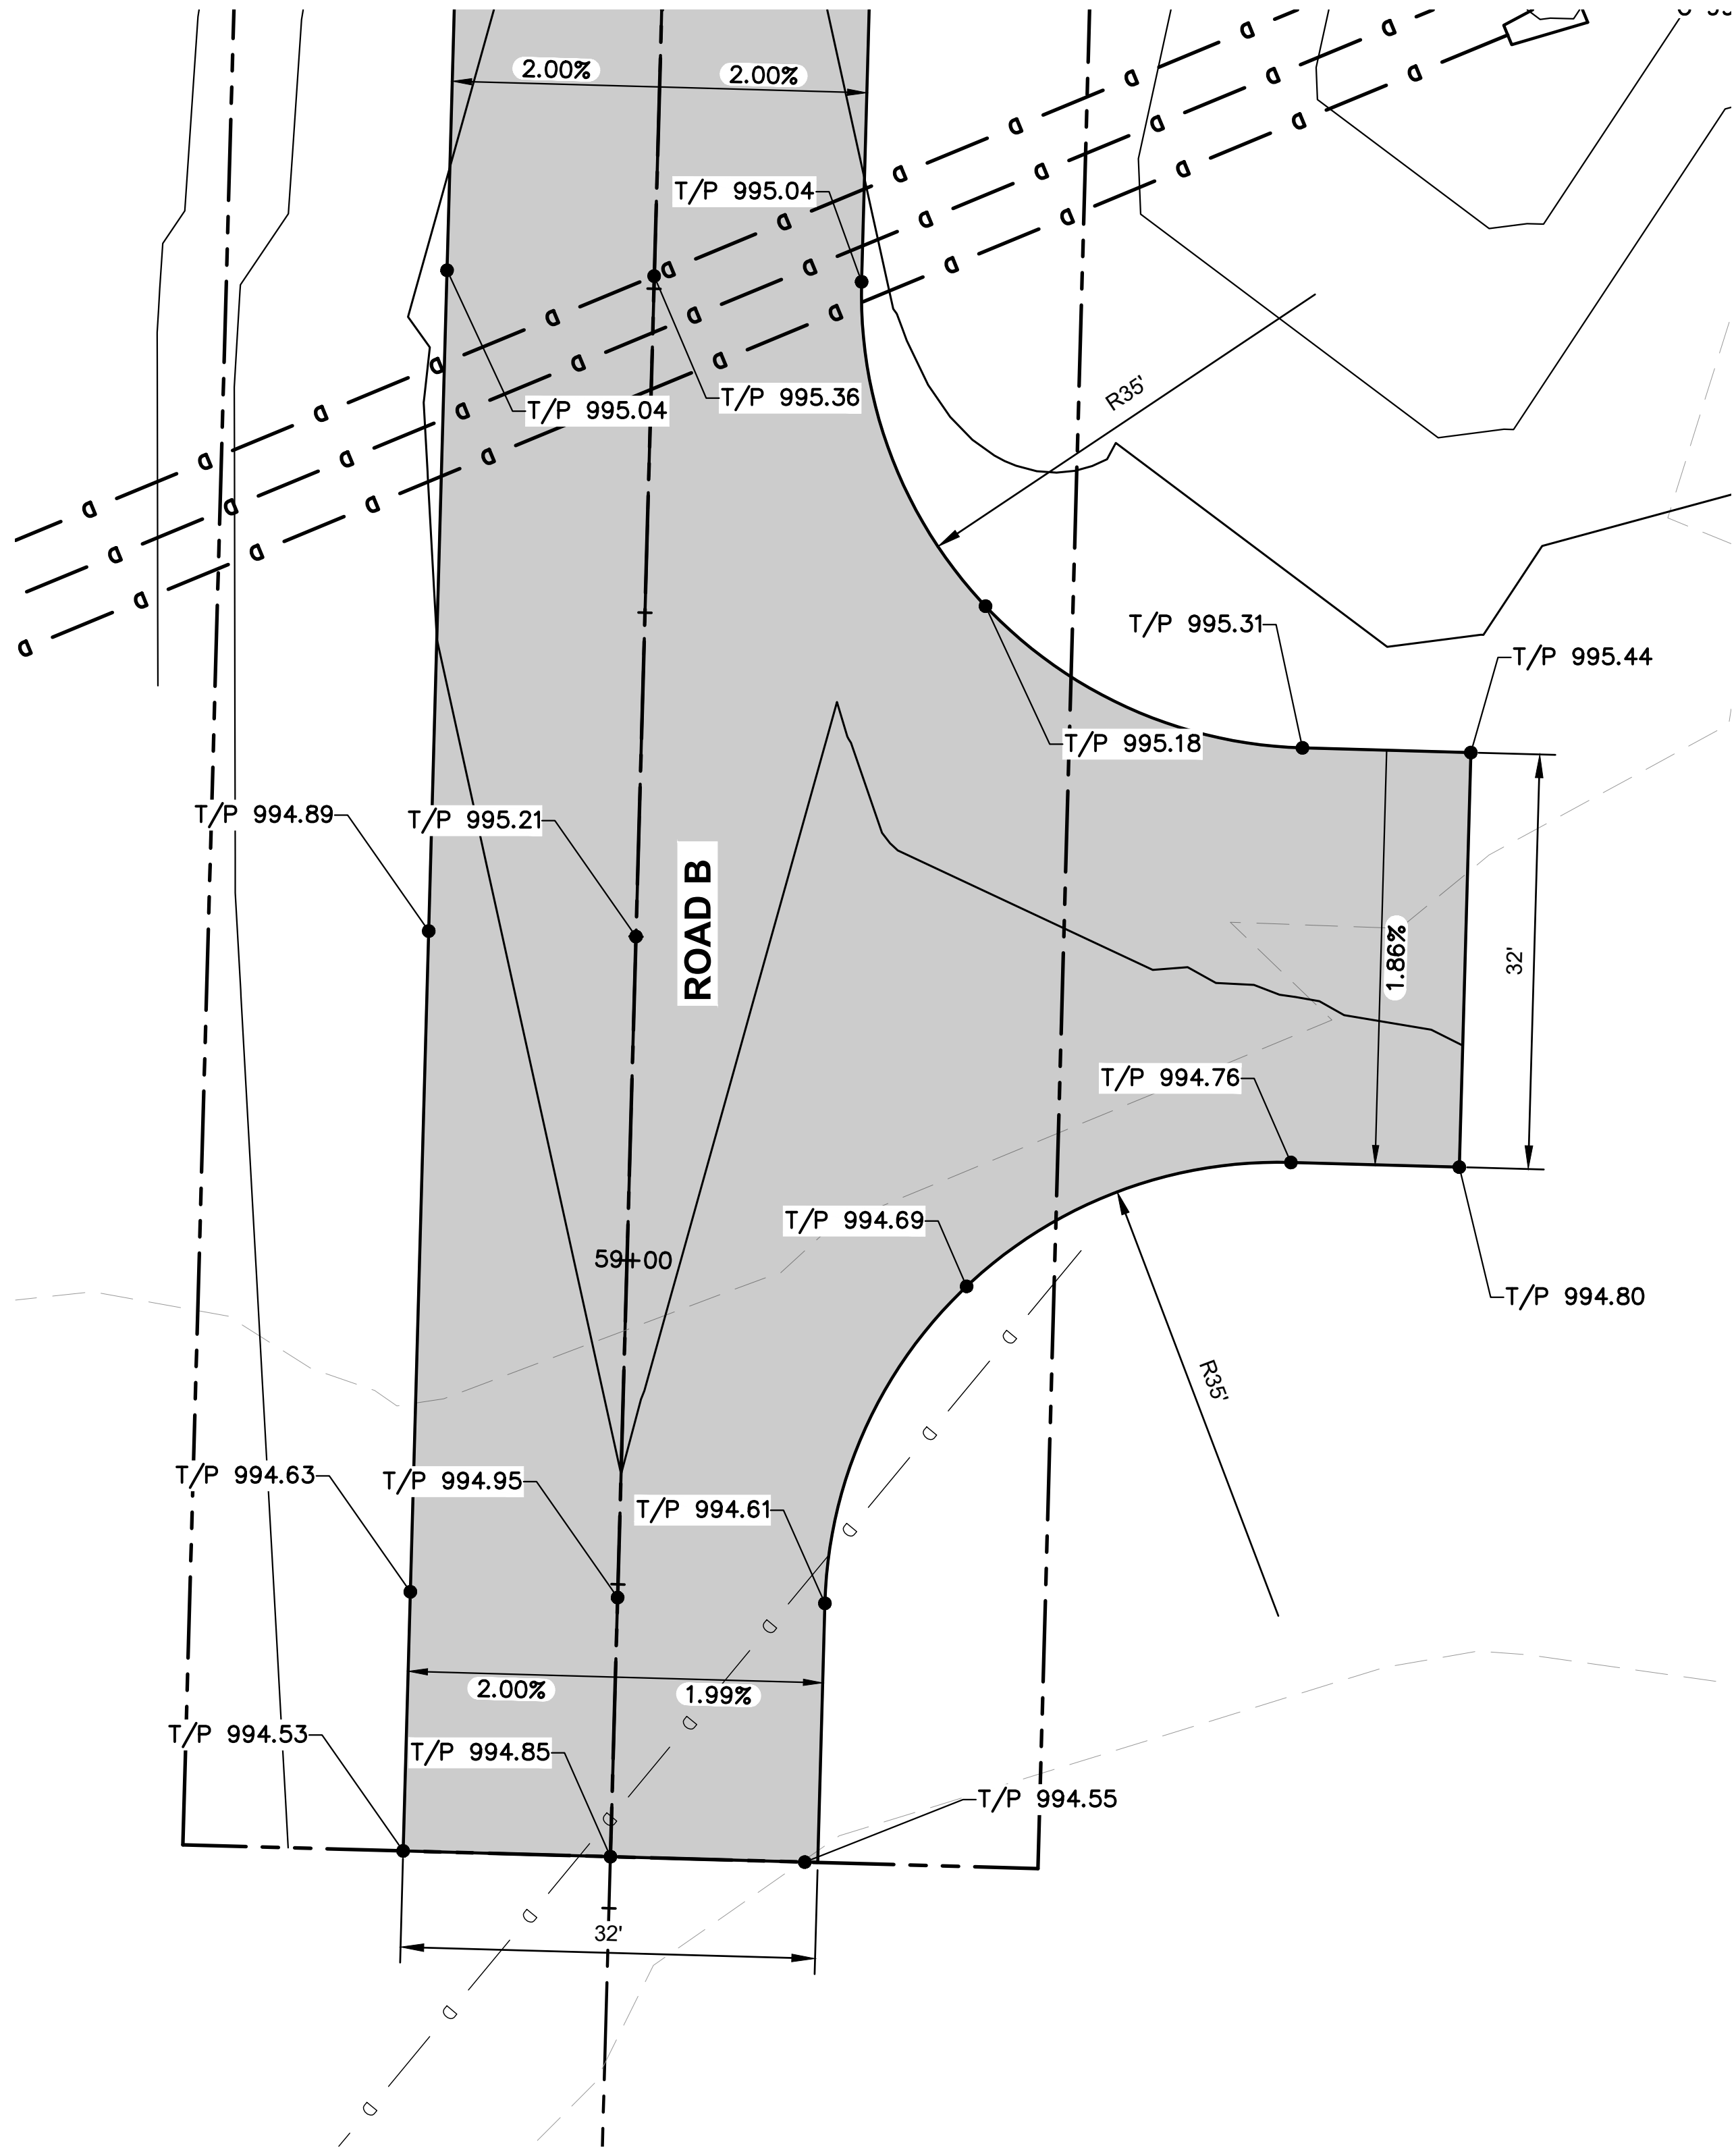 2.00%
2.00%
T/P 995.04
T/P 995.36
T/P 995.04
R35'
T/P 995.31
T/P 995.44
T/P 995.18
T/P 994.89
T/P 995.21
ROAD B
1.86%
32'
T/P 994.76
T/P 994.69
59+00
T/P 994.80
R35'
T/P 994.63
T/P 994.95
T/P 994.61
2.00%
1.99%
T/P 994.53
T/P 994.85
T/P 994.55
32'
D D D D D D D D D D D
D D D D D D D D D D D D
D D D D D D D D D D D D D
D
D
D
D
D
D
D
D
D